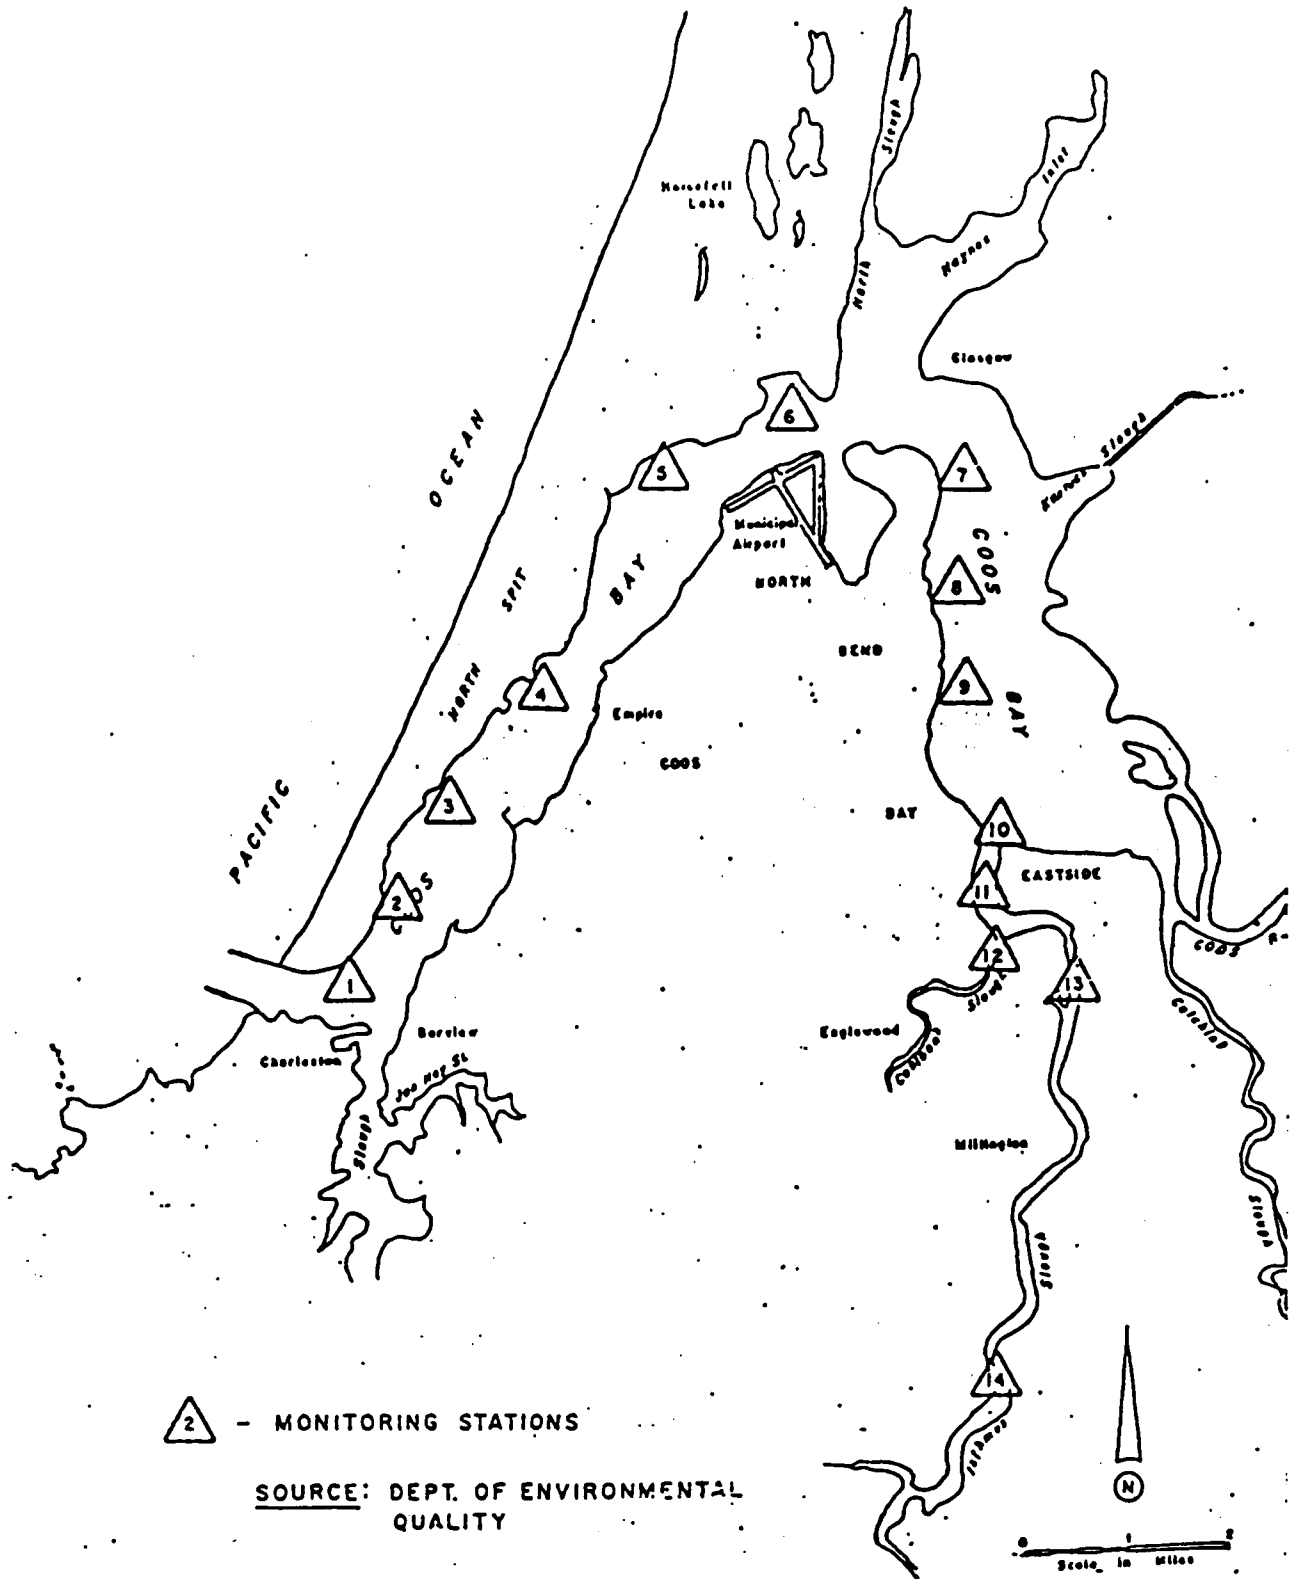 Slough
Inlet
Horsefall
Lake
Haynes
North
Glasgow
OCEAN
Slough
6
5
7
Municipal
Airport
COOS
BAY
NORTH
8
SPIT
BEND
NORTH
4
9
Empire
BAY
COOS
PACIFIC
3
BAY
10
EASTSIDE
2
11
COOS
12
1
13
Slough
Englewood
Barview
Charleston
Coalbank
Catching
Joe Ney Sl.
Slough
Millington
Slough
Slough
14
Isthmus
2 - MONITORING STATIONS
SOURCE: DEPT. OF ENVIRONMENTAL
QUALITY
N
0 1 2
Scale in Miles